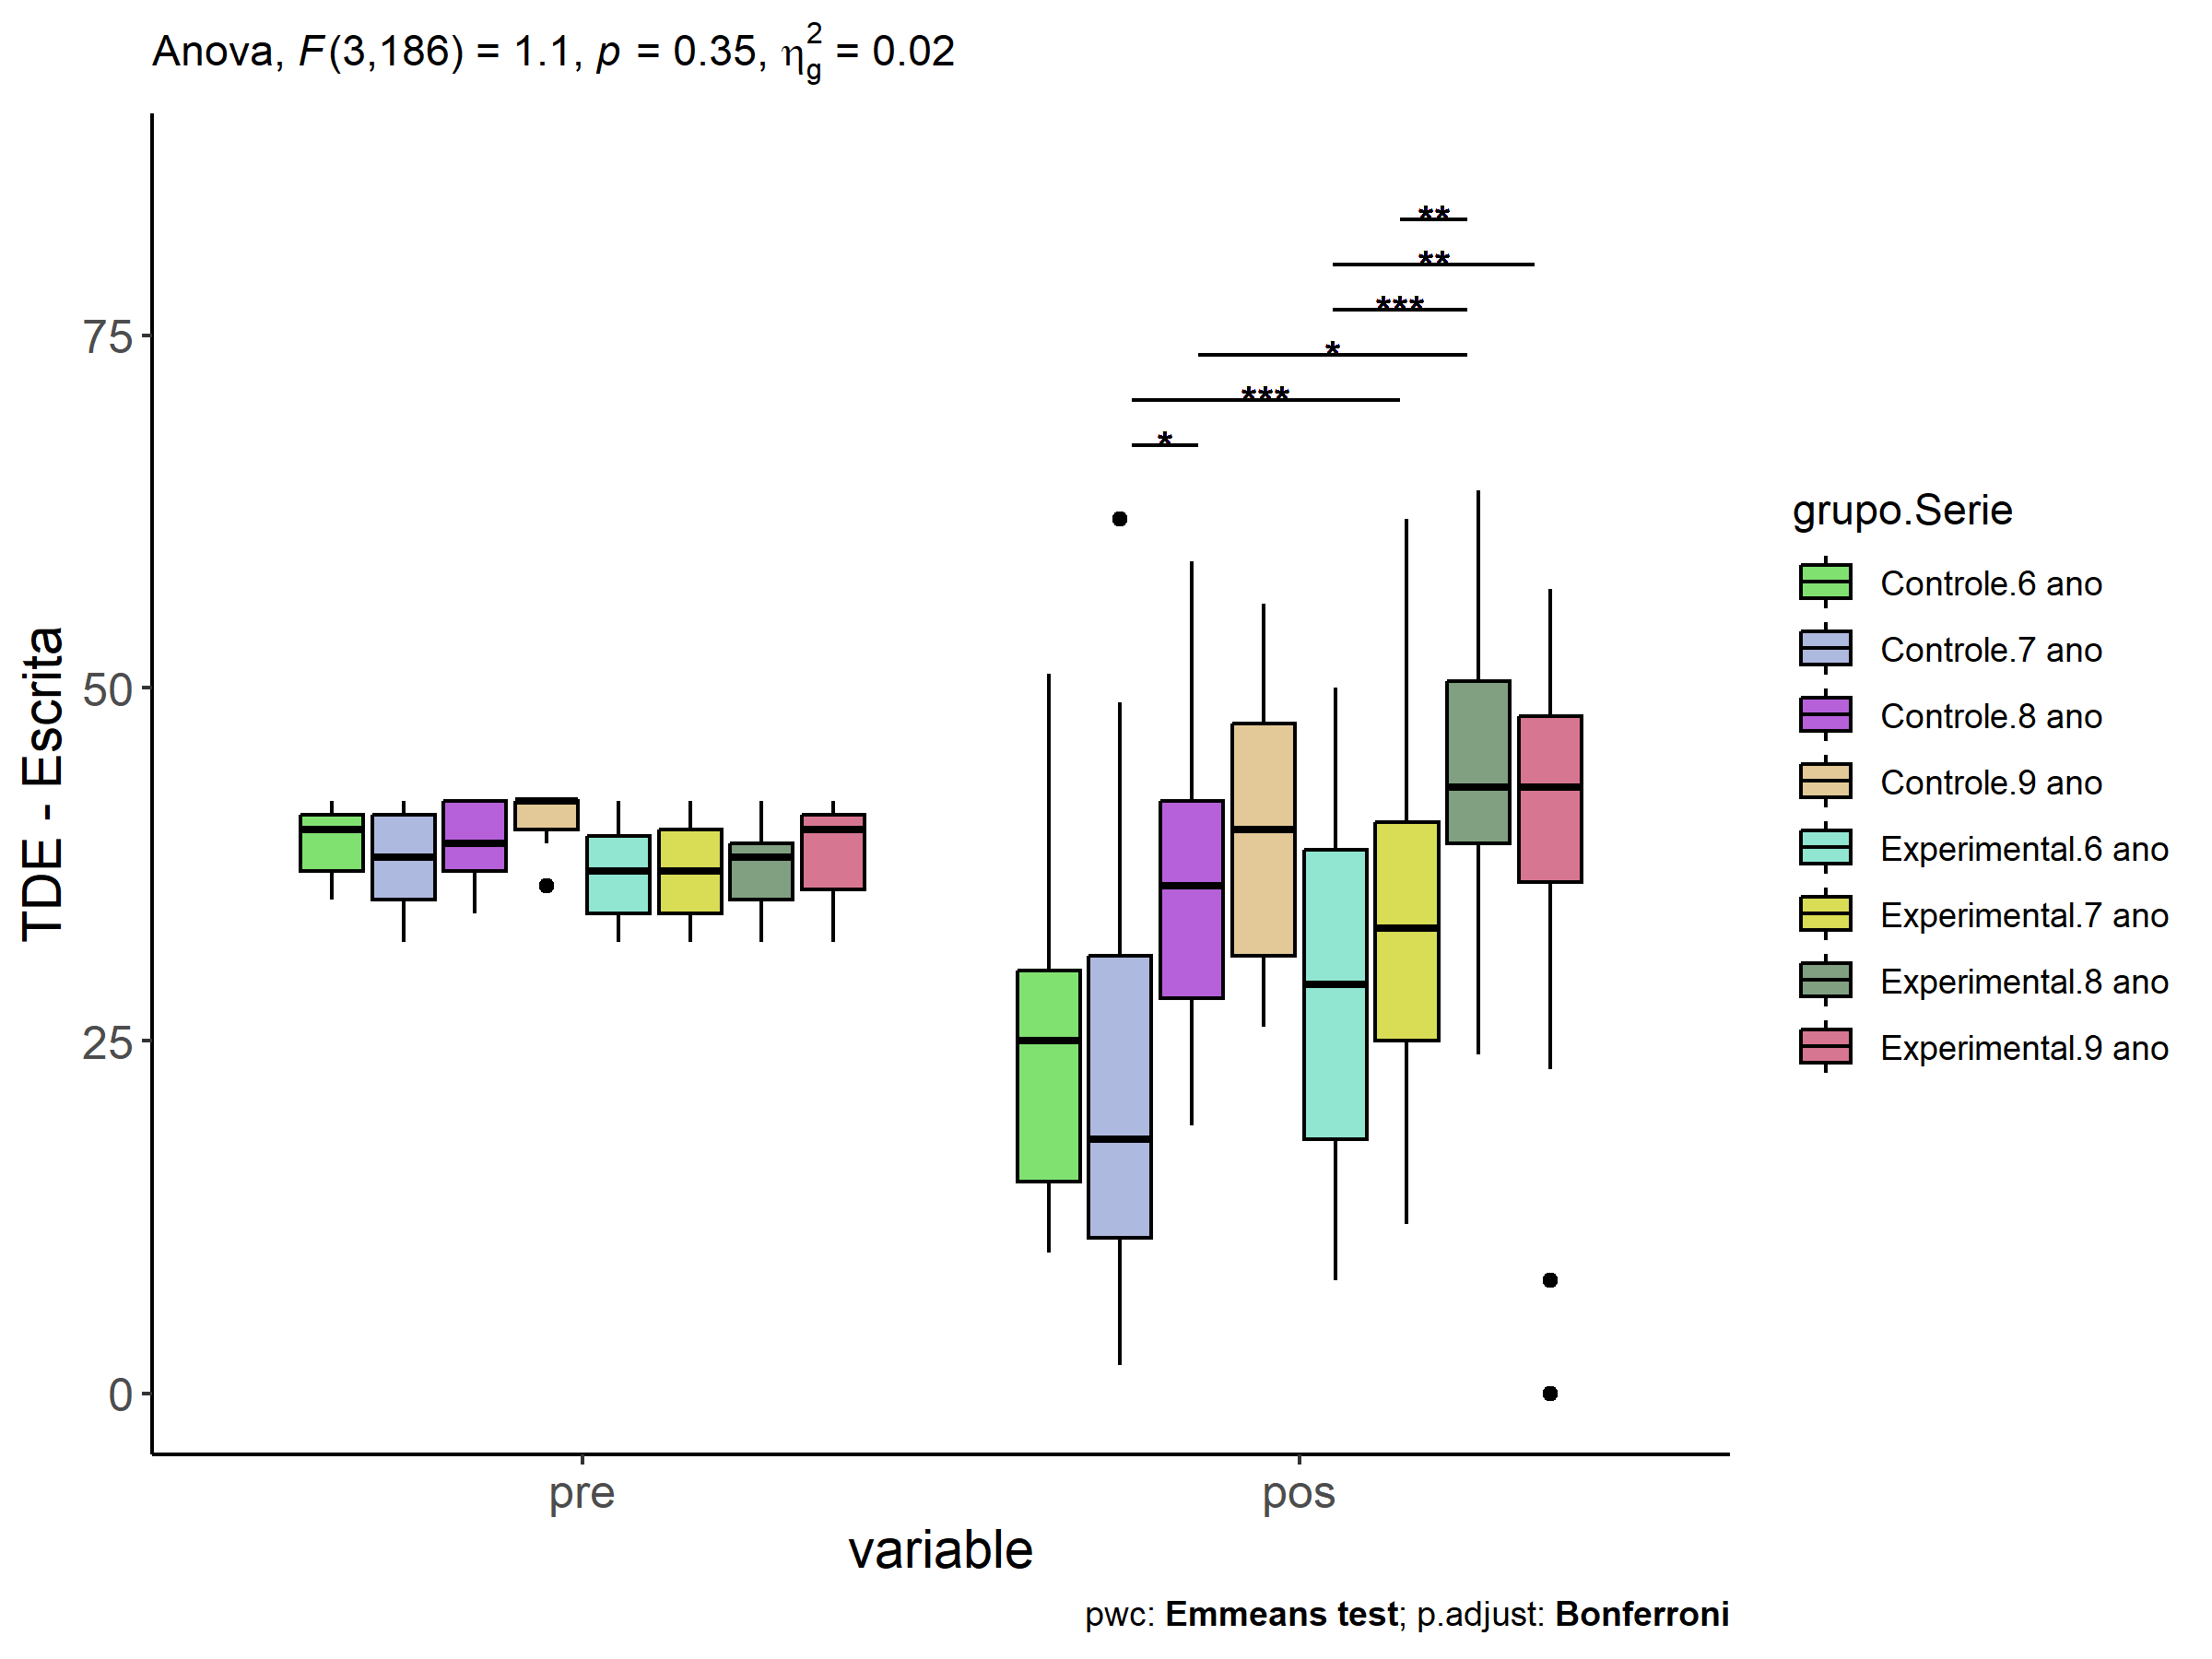 Anova, F(3,186) = 1.1, p = 0.35, η²g = 0.02
**
**
***
*
***
*
75
50
25
0
TDE - Escrita
pre
pos
variable
grupo.Serie
Controle.6 ano
Controle.7 ano
Controle.8 ano
Controle.9 ano
Experimental.6 ano
Experimental.7 ano
Experimental.8 ano
Experimental.9 ano
pwc: Emmeans test; p.adjust: Bonferroni